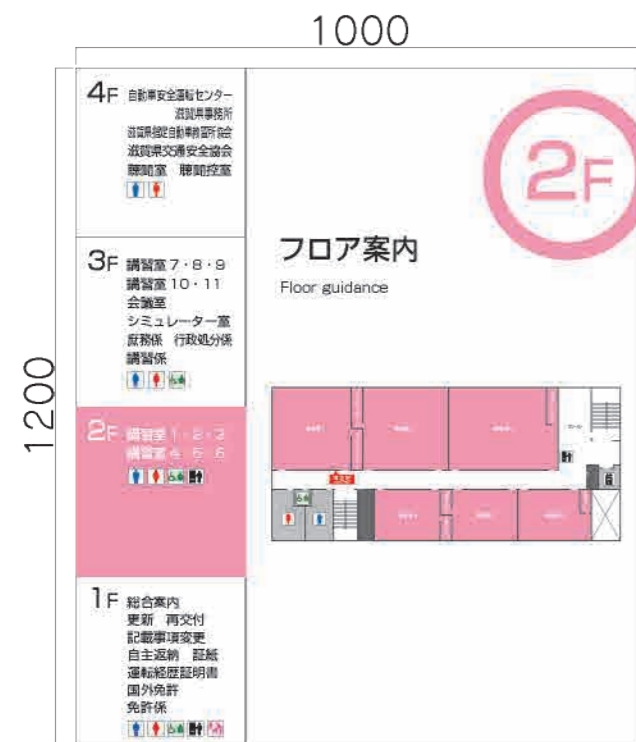 1000
1200
4F 自動車安全運転センター
滋賀県事務所
滋賀県指定自動車教習所協会
滋賀県交通安全協会
聴聞室 聴聞控室
3F 講習室7・8・9
講習室10・11
会議室
シミュレーター室
庶務係 行政処分係
講習係
2F 講習室1・2・3
講習室4・5・6
1F 総合案内
更新 再交付
記載事項変更
自主返納 証紙
運転経歴証明書
国外免許
免許係
2F
フロア案内
Floor guidance